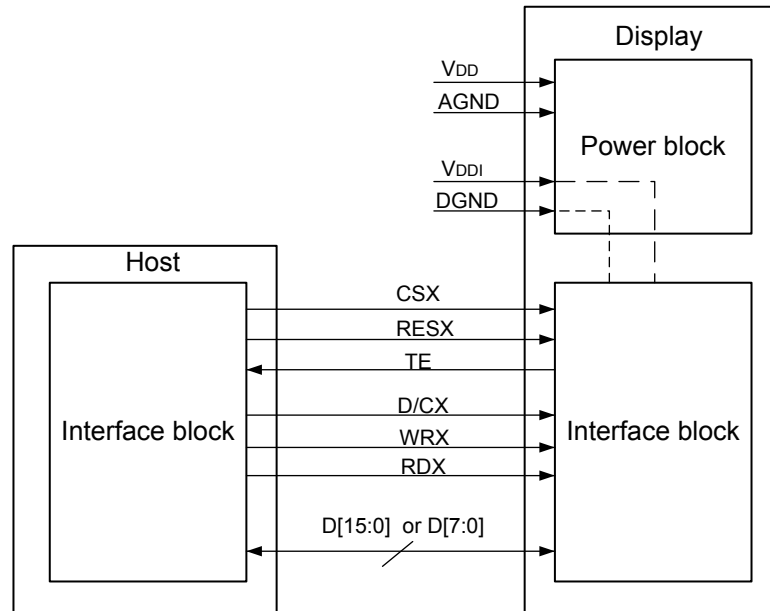 Display
VDD
AGND
Power block
VDDI
DGND
Host
CSX
RESX
TE
D/CX
Interface block
WRX
Interface block
RDX
D[15:0] or D[7:0]